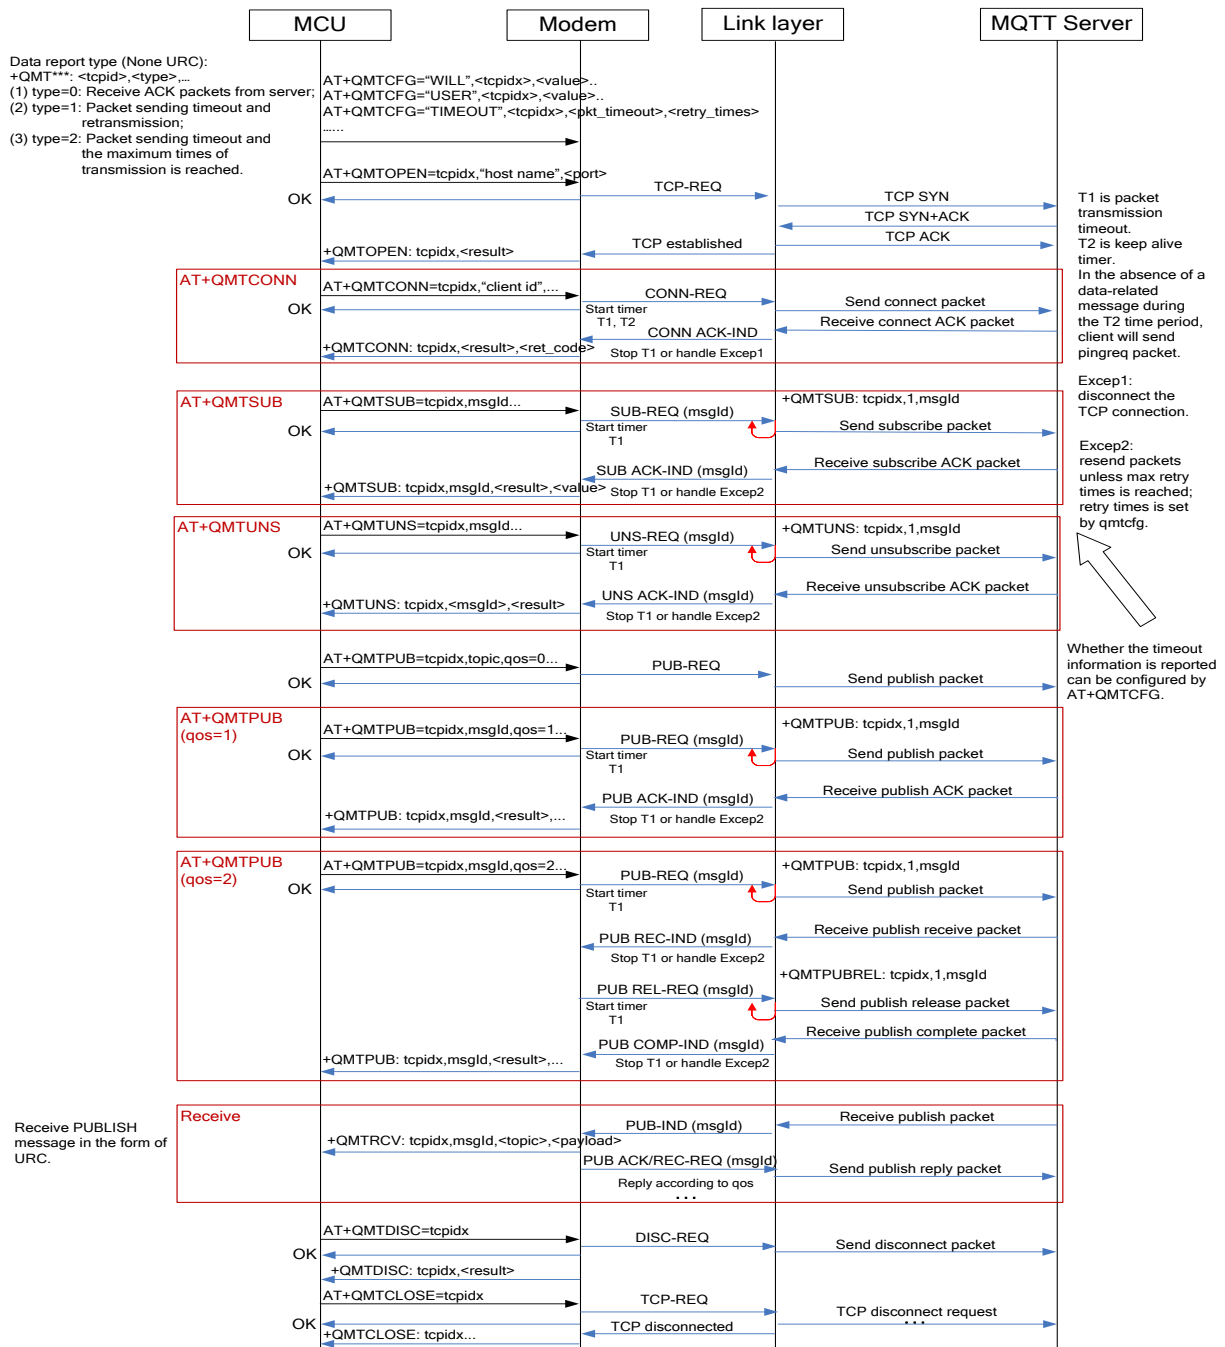 MCU
Modem
Link layer
MQTT Server
Data report type (None URC):
+QMT***: <tcpid>,<type>,...
(1) type=0: Receive ACK packets from server;
(2) type=1: Packet sending timeout and
retransmission;
(3) type=2: Packet sending timeout and
the maximum times of
transmission is reached.
AT+QMTCFG=“WILL”,<tcpidx>,<value>..
AT+QMTCFG=“USER”,<tcpidx>,<value>..
AT+QMTCFG=“TIMEOUT”,<tcpidx>,<pkt_timeout>,<retry_times>
......
AT+QMTOPEN=tcpidx,“host name”,<port>
OK
TCP-REQ
TCP SYN
TCP SYN+ACK
TCP established
TCP ACK
+QMTOPEN: tcpidx,<result>
T1 is packet
transmission
timeout.
T2 is keep alive
timer.
In the absence of a
data-related
message during
the T2 time period,
client will send
pingreq packet.
AT+QMTCONN
AT+QMTCONN=tcpidx,“client id”,...
OK
CONN-REQ
Start timer
T1, T2
Send connect packet
Receive connect ACK packet
CONN ACK-IND
+QMTCONN: tcpidx,<result>,<ret_code>
Stop T1 or handle Excep1
Excep1:
disconnect the
TCP connection.
Excep2:
resend packets
unless max retry
times is reached;
retry times is set
by qmtcfg.
AT+QMTSUB
AT+QMTSUB=tcpidx,msgId...
OK
SUB-REQ (msgId)
Start timer
T1
+QMTSUB: tcpidx,1,msgId
Send subscribe packet
Receive subscribe ACK packet
SUB ACK-IND (msgId)
+QMTSUB: tcpidx,msgId,<result>,<value>
Stop T1 or handle Excep2
AT+QMTUNS
AT+QMTUNS=tcpidx,msgId...
OK
UNS-REQ (msgId)
Start timer
T1
+QMTUNS: tcpidx,1,msgId
Send unsubscribe packet
Receive unsubscribe ACK packet
UNS ACK-IND (msgId)
+QMTUNS: tcpidx,<msgId>,<result>
Stop T1 or handle Excep2
Whether the timeout
information is reported
can be configured by
AT+QMTCFG.
AT+QMTPUB=tcpidx,topic,qos=0...
OK
PUB-REQ
Send publish packet
AT+QMTPUB
(qos=1)
AT+QMTPUB=tcpidx,msgId,qos=1...
OK
PUB-REQ (msgId)
Start timer
T1
+QMTPUB: tcpidx,1,msgId
Send publish packet
Receive publish ACK packet
PUB ACK-IND (msgId)
+QMTPUB: tcpidx,msgId,<result>,...
Stop T1 or handle Excep2
AT+QMTPUB
(qos=2)
AT+QMTPUB=tcpidx,msgId,qos=2...
OK
PUB-REQ (msgId)
Start timer
T1
+QMTPUB: tcpidx,1,msgId
Send publish packet
Receive publish receive packet
PUB REC-IND (msgId)
Stop T1 or handle Excep2
+QMTPUBREL: tcpidx,1,msgId
PUB REL-REQ (msgId)
Start timer
T1
Send publish release packet
Receive publish complete packet
PUB COMP-IND (msgId)
+QMTPUB: tcpidx,msgId,<result>,...
Stop T1 or handle Excep2
Receive PUBLISH
message in the form of
URC.
Receive
Receive publish packet
PUB-IND (msgId)
+QMTRCV: tcpidx,msgId,<topic>,<payload>
PUB ACK/REC-REQ (msgId)
Send publish reply packet
Reply according to qos
...
AT+QMTDISC=tcpidx
OK
DISC-REQ
Send disconnect packet
+QMTDISC: tcpidx,<result>
AT+QMTCLOSE=tcpidx
OK
TCP-REQ
TCP disconnect request
...
TCP disconnected
+QMTCLOSE: tcpidx...